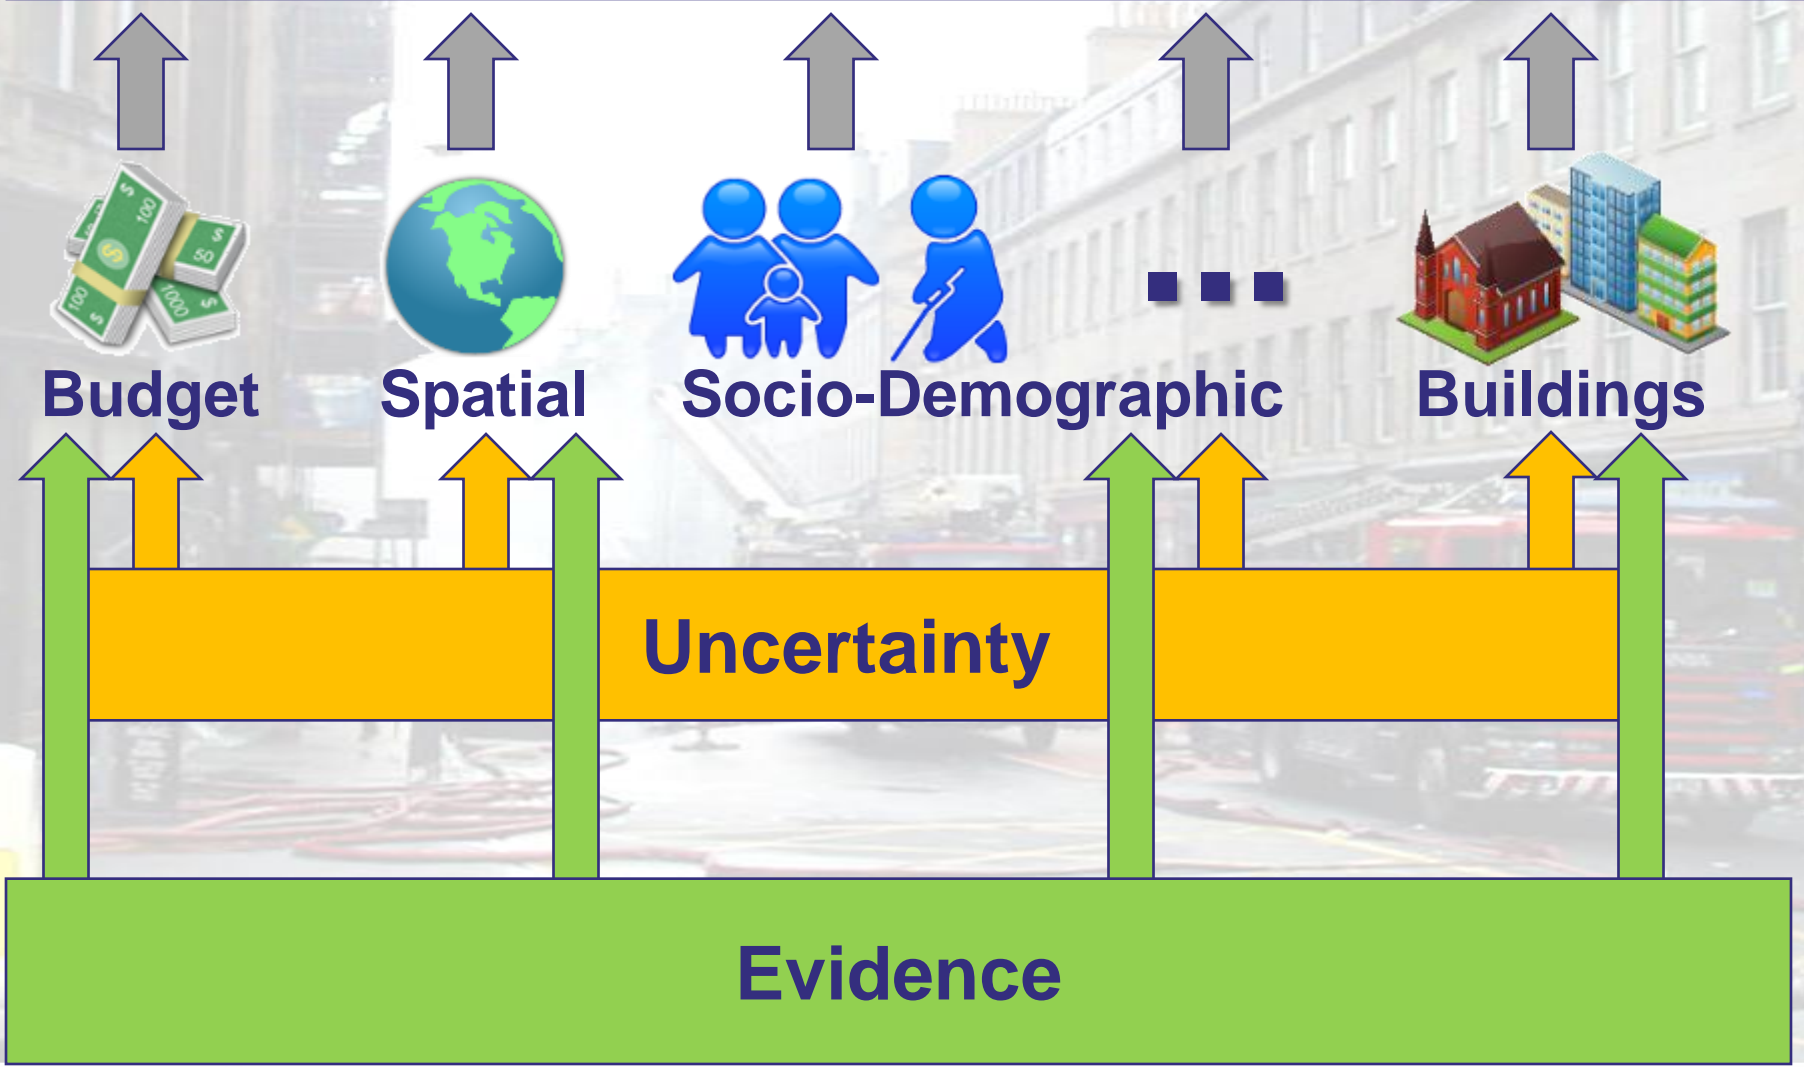 Budget Spatial Socio-Demographic ... Buildings
Uncertainty
Evidence